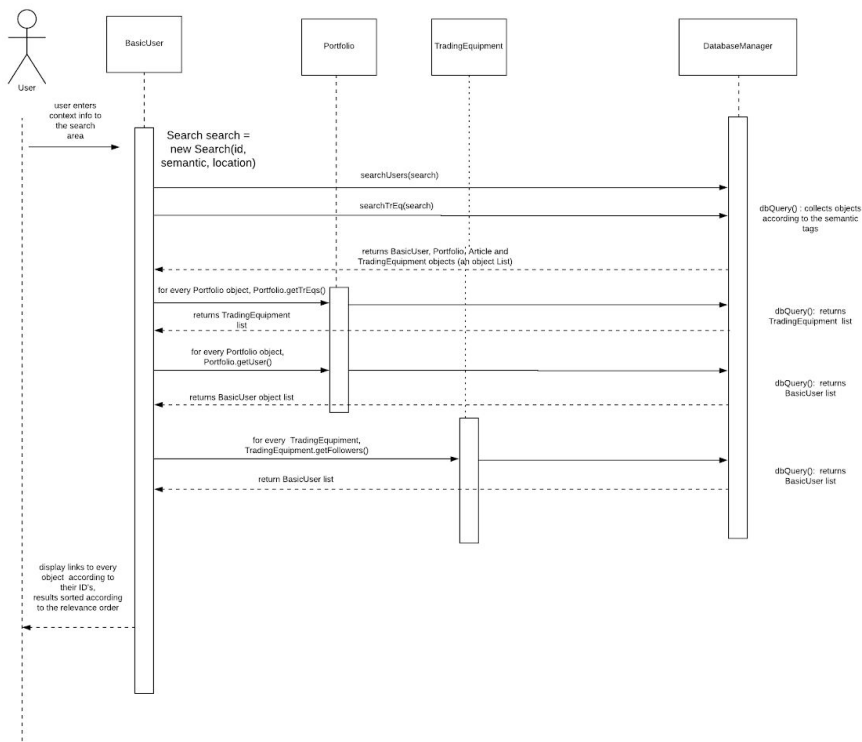 BasicUser
Portfolio
TradingEquipment
DatabaseManager
User
user enters
context info to
the search
area
Search search =
new Search(id,
semantic, location)
searchUsers(search)
searchTrEq(search)
dbQuery() : collects objects
according to the semantic
tags
returns BasicUser, Portfolio, Article and
TradingEquipment objects (an object List)
for every Portfolio object, Portfolio.getTrEqs()
returns TradingEquipment
list
dbQuery(): returns
TradingEquipment list
for every Portfolio object,
Portfolio.getUser()
dbQuery(): returns
BasicUser list
returns BasicUser object list
for every TradingEqupiment,
TradingEquipment.getFollowers()
dbQuery(): returns
BasicUser list
return BasicUser list
display links to every
object according to
their ID's,
results sorted according
to the relevance order